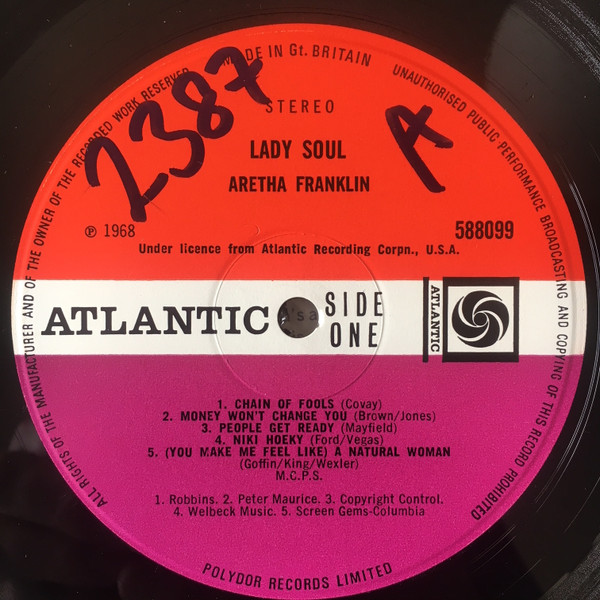 ALL RIGHTS OF THE MANUFACTURER AND OF THE OWNER OF THE RECORDED WORK RESERVED
MADE IN Gt. BRITAIN
UNAUTHORISED PUBLIC PERFORMANCE BROADCASTING AND COPYING OF THIS RECORD PROHIBITED
2387
A
STEREO
LADY SOUL
ARETHA FRANKLIN
℗ 1968
588099
Under licence from Atlantic Recording Corpn., U.S.A.
ATLANTIC
SIDE
ONE
ATLANTIC
1. CHAIN OF FOOLS (Covay)
2. MONEY WON'T CHANGE YOU (Brown/Jones)
3. PEOPLE GET READY (Mayfield)
4. NIKI HOEKY (Ford/Vegas)
5. (YOU MAKE ME FEEL LIKE) A NATURAL WOMAN
(Goffin/King/Wexler)
M.C.P.S.
1. Robbins. 2. Peter Maurice. 3. Copyright Control.
4. Welbeck Music. 5. Screen Gems-Columbia
POLYDOR RECORDS LIMITED